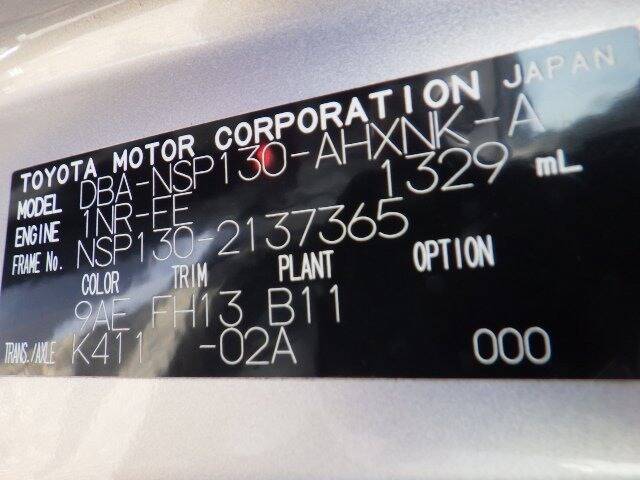 TOYOTA MOTOR CORPORATION JAPAN
MODEL DBA-NSP130-AHXNK-A
ENGINE 1NR-FE 1329 mL
FRAME No. NSP130-2137365
COLOR TRIM PLANT OPTION
9AE FH13 B11
TRANS./AXLE K411 -02A 000